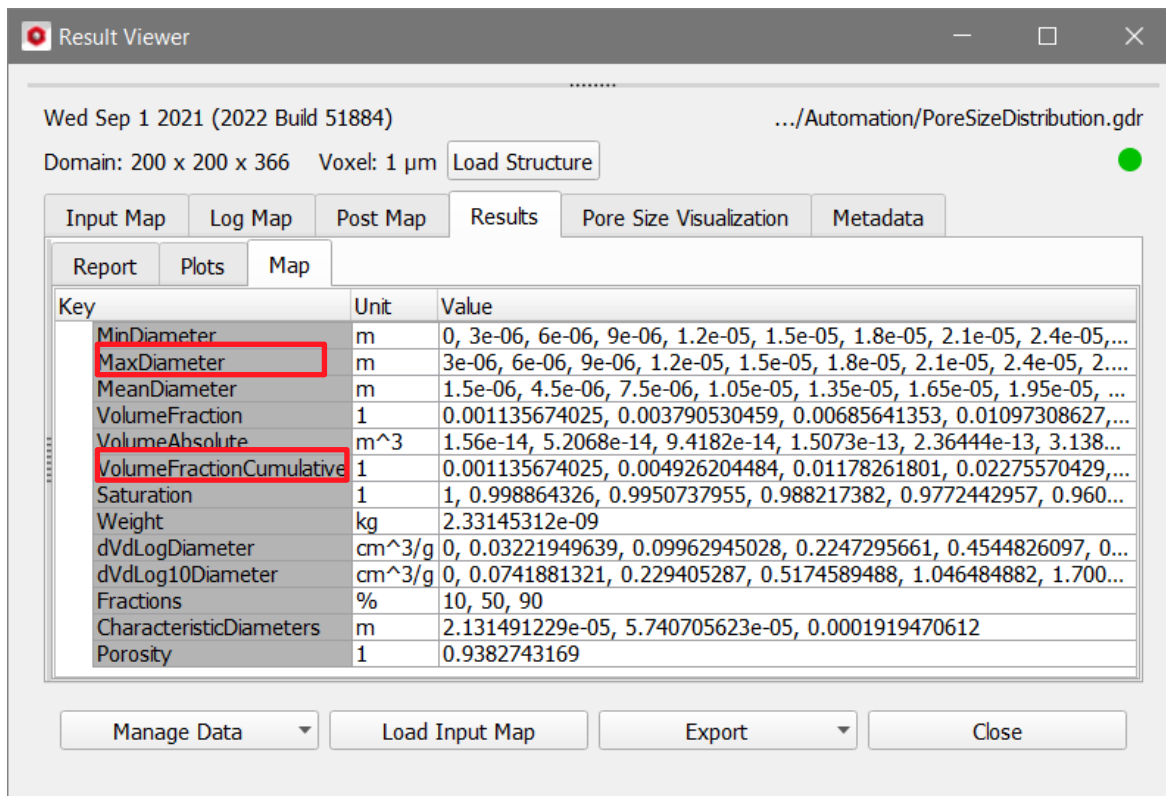 Result Viewer
Wed Sep 1 2021 (2022 Build 51884) .../Automation/PoreSizeDistribution.gdr
Domain: 200 x 200 x 366 Voxel: 1 µm Load Structure
Input Map Log Map Post Map Results Pore Size Visualization Metadata
Report Plots Map
Key Unit Value
MinDiameter m 0, 3e-06, 6e-06, 9e-06, 1.2e-05, 1.5e-05, 1.8e-05, 2.1e-05, 2.4e-05,...
MaxDiameter m 3e-06, 6e-06, 9e-06, 1.2e-05, 1.5e-05, 1.8e-05, 2.1e-05, 2.4e-05, 2....
MeanDiameter m 1.5e-06, 4.5e-06, 7.5e-06, 1.05e-05, 1.35e-05, 1.65e-05, 1.95e-05, ...
VolumeFraction 1 0.001135674025, 0.003790530459, 0.00685641353, 0.01097308627,...
VolumeAbsolute m^3 1.56e-14, 5.2068e-14, 9.4182e-14, 1.5073e-13, 2.36444e-13, 3.138...
VolumeFractionCumulative 1 0.001135674025, 0.004926204484, 0.01178261801, 0.02275570429,...
Saturation 1 1, 0.998864326, 0.9950737955, 0.988217382, 0.9772442957, 0.960...
Weight kg 2.33145312e-09
dVdLogDiameter cm^3/g 0, 0.03221949639, 0.09962945028, 0.2247295661, 0.4544826097, 0...
dVdLog10Diameter cm^3/g 0, 0.0741881321, 0.229405287, 0.5174589488, 1.046484882, 1.700...
Fractions % 10, 50, 90
CharacteristicDiameters m 2.131491229e-05, 5.740705623e-05, 0.0001919470612
Porosity 1 0.9382743169
Manage Data Load Input Map Export Close